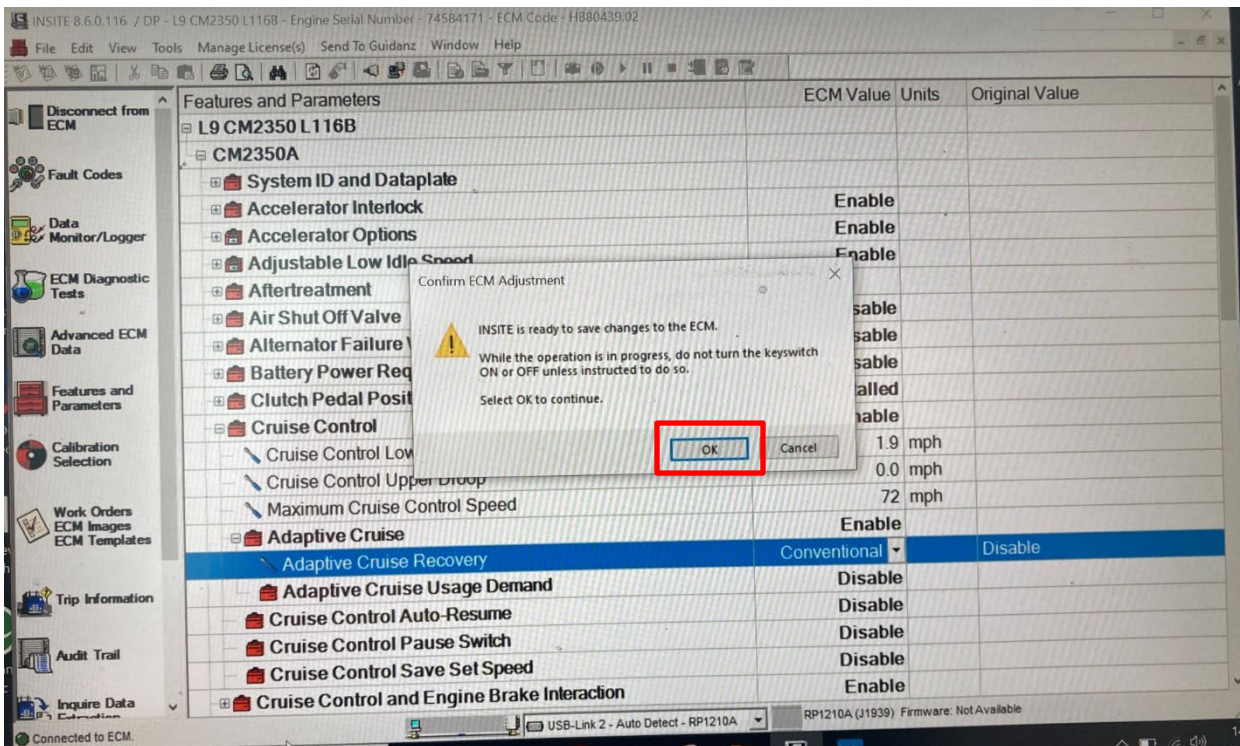 INSITE 8.6.0.116 / DP - L9 CM2350 L116B - Engine Serial Number - 74584171 - ECM Code - HB80439.02
File Edit View Tools ManageLicense(s) Send To Guidanz Window Help
Features and Parameters ECM Value Units Original Value
Disconnect from
ECM
Fault Codes
Data
Monitor/Logger
ECM Diagnostic
Tests
Advanced ECM
Data
Features and
Parameters
Calibration
Selection
Work Orders
ECM Images
ECM Templates
Trip Information
Audit Trail
Inquire Data
L9 CM2350 L116B
CM2350A
System ID and Dataplate
Accelerator Interlock Enable
Accelerator Options Enable
Adjustable Low Idle Speed Enable
Aftertreatment
Air Shut Off Valve sable
Alternator Failure sable
Battery Power Req sable
Clutch Pedal Posit alled
Cruise Control nable
Cruise Control Low 1.9 mph
Cruise Control Upper Droop 0.0 mph
Maximum Cruise Control Speed 72 mph
Adaptive Cruise Enable
Adaptive Cruise Recovery Conventional Disable
Adaptive Cruise Usage Demand Disable
Cruise Control Auto-Resume Disable
Cruise Control Pause Switch Disable
Cruise Control Save Set Speed Disable
Cruise Control and Engine Brake Interaction Enable
Confirm ECM Adjustment
INSITE is ready to save changes to the ECM.
While the operation is in progress, do not turn the keyswitch
ON or OFF unless instructed to do so.
Select OK to continue.
OK Cancel
Connected to ECM. USB-Link 2 - Auto Detect - RP1210A RP1210A (J1939) Firmware: Not Available